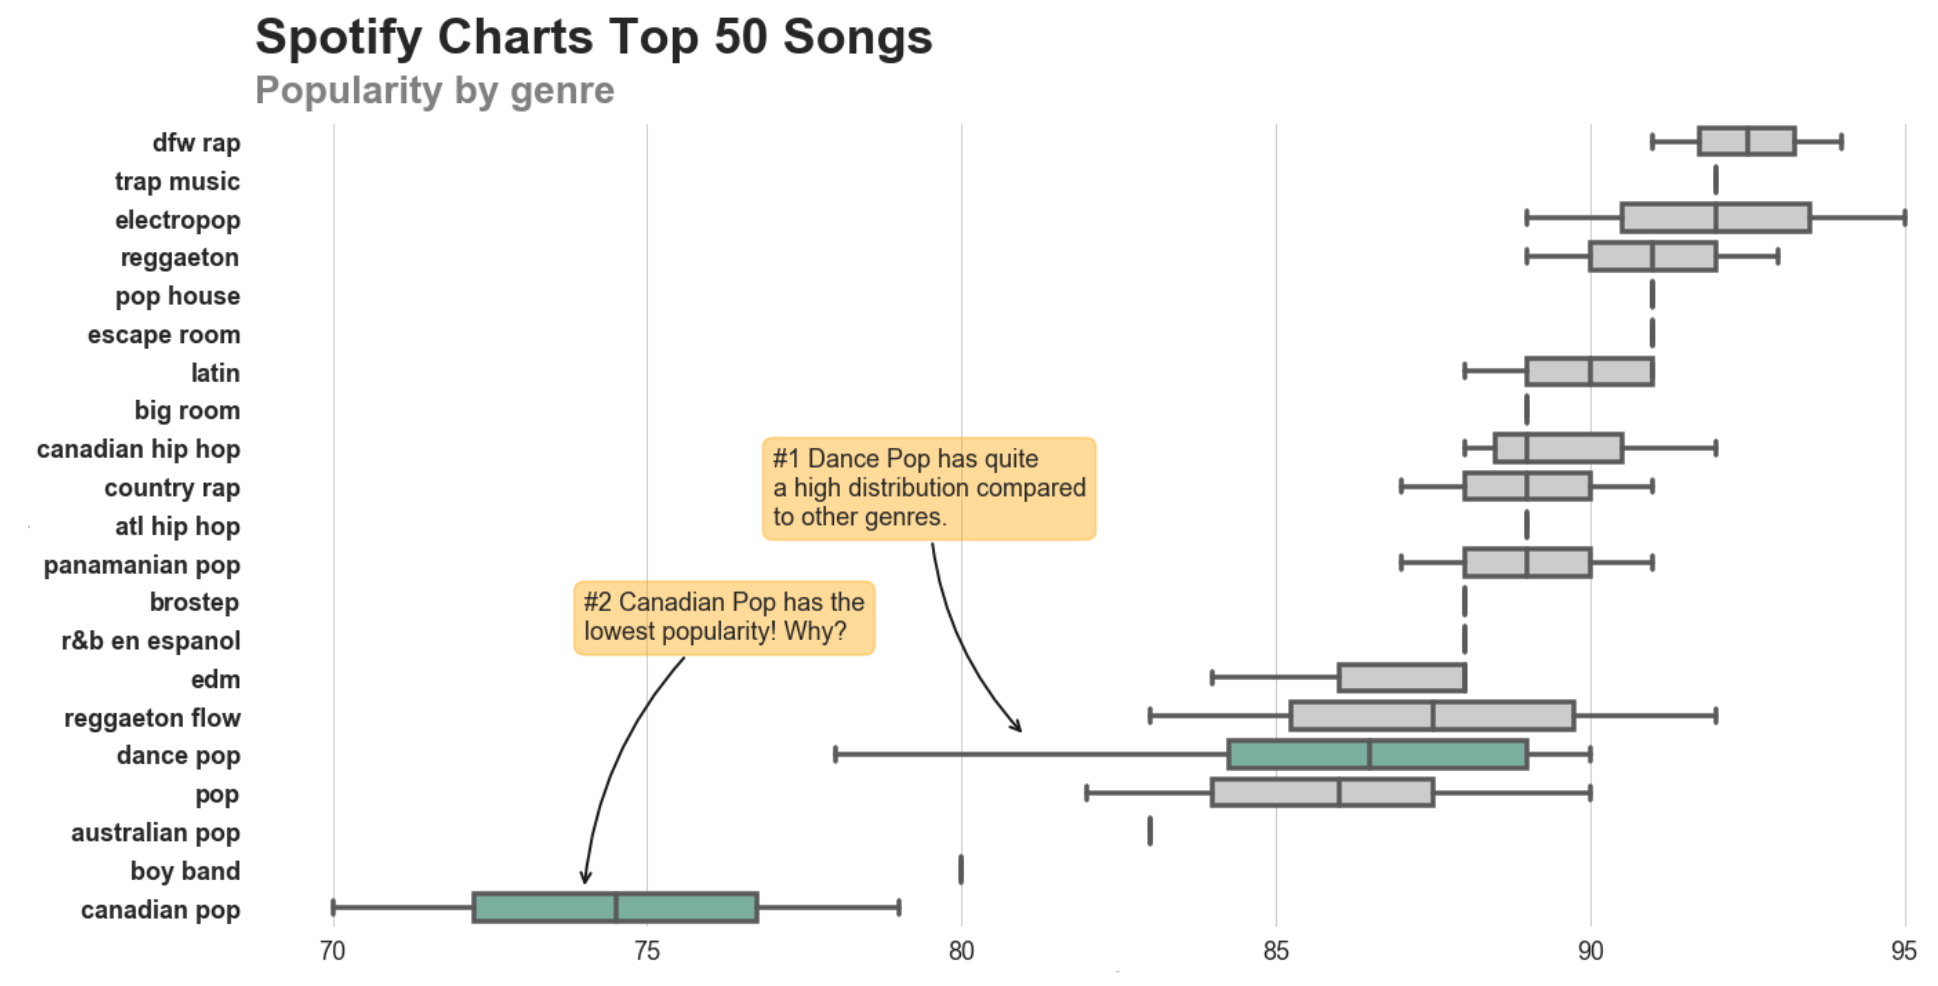 Spotify Charts Top 50 Songs
Popularity by genre
dfw rap
trap music
electropop
reggaeton
pop house
escape room
latin
big room
canadian hip hop
country rap
atl hip hop
panamanian pop
brostep
r&b en espanol
edm
reggaeton flow
dance pop
pop
australian pop
boy band
canadian pop
#1 Dance Pop has quite
a high distribution compared
to other genres.
#2 Canadian Pop has the
lowest popularity! Why?
70 75 80 85 90 95